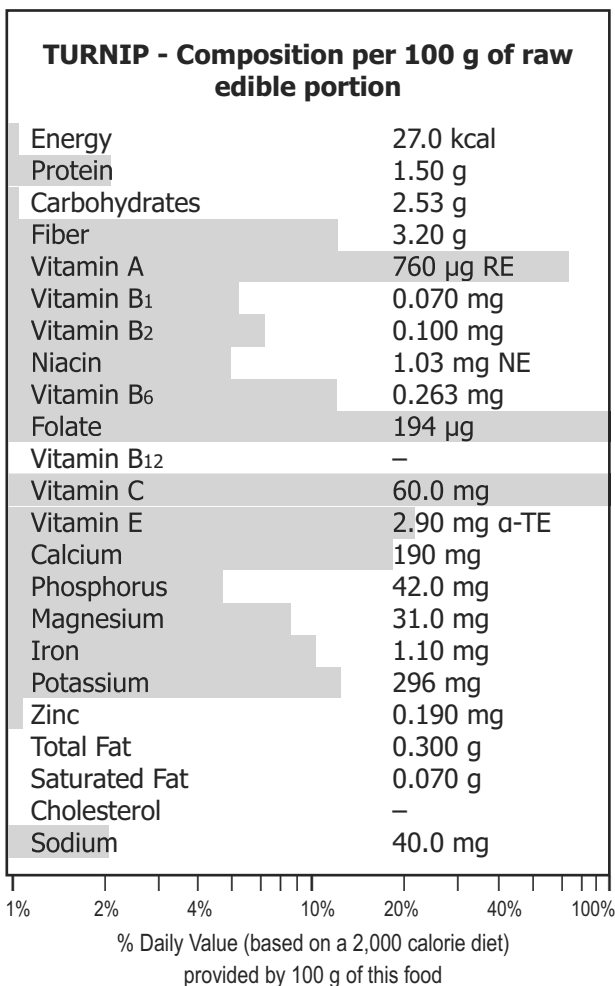 TURNIP - Composition per 100 g of raw
edible portion
Energy 27.0 kcal
Protein 1.50 g
Carbohydrates 2.53 g
Fiber 3.20 g
Vitamin A 760 µg RE
Vitamin B1 0.070 mg
Vitamin B2 0.100 mg
Niacin 1.03 mg NE
Vitamin B6 0.263 mg
Folate 194 µg
Vitamin B12 –
Vitamin C 60.0 mg
Vitamin E 2.90 mg α-TE
Calcium 190 mg
Phosphorus 42.0 mg
Magnesium 31.0 mg
Iron 1.10 mg
Potassium 296 mg
Zinc 0.190 mg
Total Fat 0.300 g
Saturated Fat 0.070 g
Cholesterol –
Sodium 40.0 mg
1% 2% 4% 10% 20% 40% 100%
% Daily Value (based on a 2,000 calorie diet)
provided by 100 g of this food